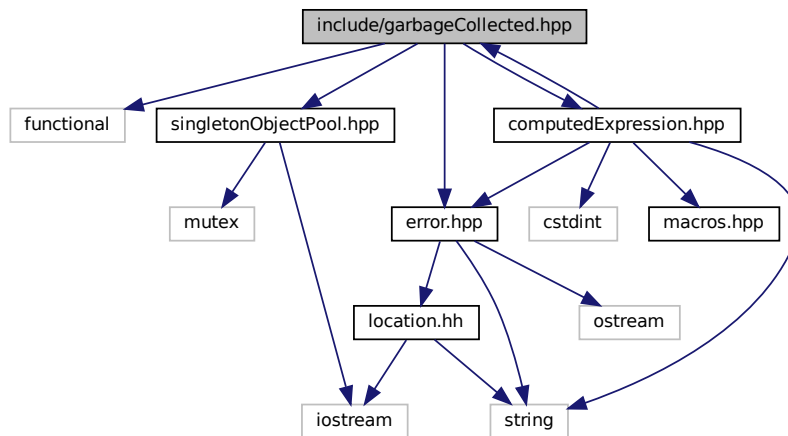 include/garbageCollected.hpp
functional
singletonObjectPool.hpp
computedExpression.hpp
mutex
error.hpp
cstdint
macros.hpp
location.hh
ostream
iostream
string